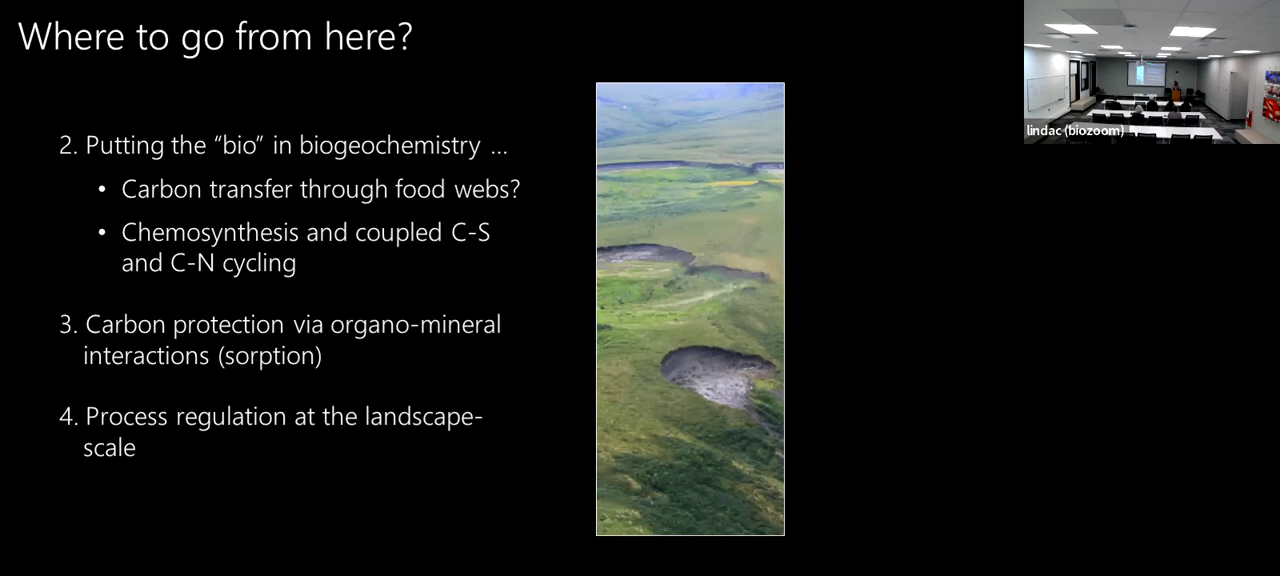 Where to go from here?
2. Putting the “bio” in biogeochemistry ...
• Carbon transfer through food webs?
• Chemosynthesis and coupled C-S
and C-N cycling
3. Carbon protection via organo-mineral
interactions (sorption)
4. Process regulation at the landscape-
scale
lindac (biozoom)